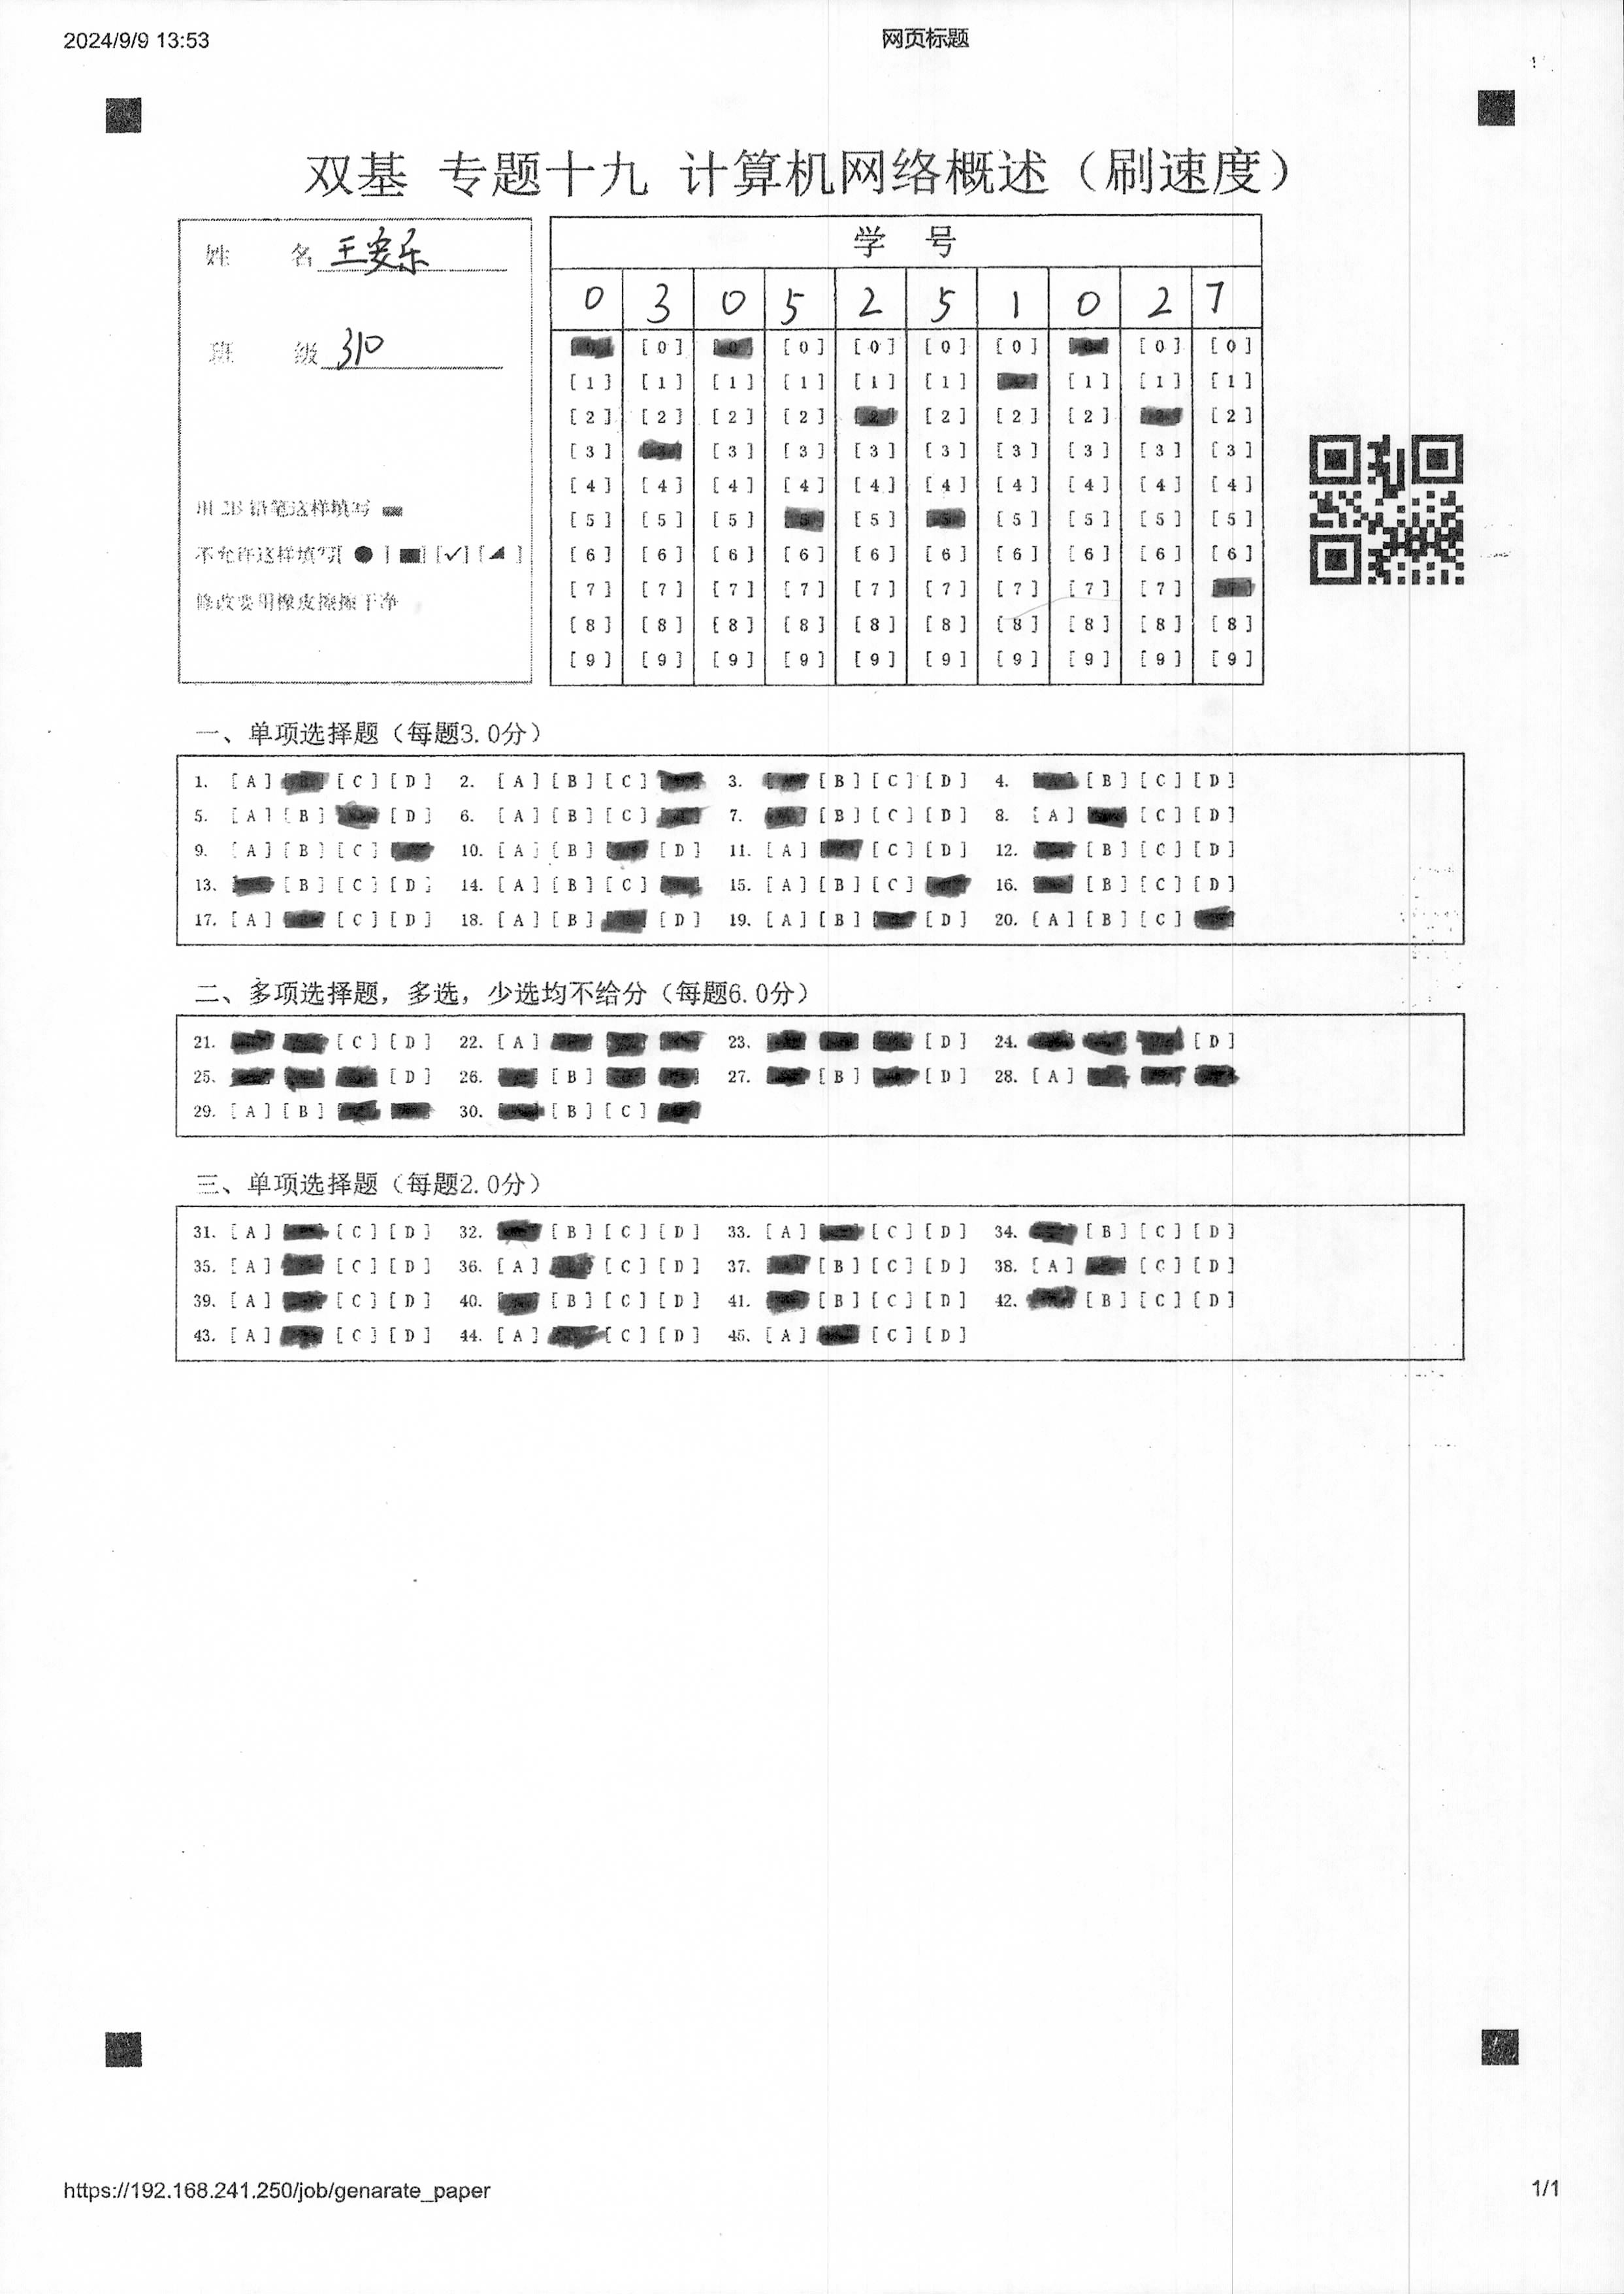 2024/9/9 13:53 网页标题
双基 专题十九 计算机网络概述（刷速度）
姓 名 王安乐
班 级 310
用 2B 铅笔这样填写
不允许这样填写[ ● ] [■] [✓] [◢ ]
修改要用橡皮擦擦干净
学 号
0 3 0 5 2 5 1 0 2 7
[0] [0] [0] [0] [0] [0] [0]
[1] [1] [1] [1] [1] [1] [1] [1] [1]
[2] [2] [2] [2] [2] [2] [2] [2] [2] [2]
[3] [3] [3] [3] [3] [3] [3] [3] [3]
[4] [4] [4] [4] [4] [4] [4] [4] [4] [4]
[5] [5] [5] [5] [5] [5] [5] [5]
[6] [6] [6] [6] [6] [6] [6] [6] [6] [6]
[7] [7] [7] [7] [7] [7] [7] [7] [7]
[8] [8] [8] [8] [8] [8] [8] [8] [8] [8]
[9] [9] [9] [9] [9] [9] [9] [9] [9] [9]
一、单项选择题（每题3.0分）
1. [A] [C] [D] 2. [A] [B] [C] 3. [B] [C] [D] 4. [B] [C] [D]
5. [A] [B] [D] 6. [A] [B] [C] 7. [B] [C] [D] 8. [A] [C] [D]
9. [A] [B] [C] 10. [A] [B] [D] 11. [A] [C] [D] 12. [B] [C] [D]
13. [B] [C] [D] 14. [A] [B] [C] 15. [A] [B] [C] 16. [B] [C] [D]
17. [A] [C] [D] 18. [A] [B] [D] 19. [A] [B] [D] 20. [A] [B] [C]
二、多项选择题，多选，少选均不给分（每题6.0分）
21. [C] [D] 22. [A] 23. [D] 24. [D]
25. [D] 26. [B] 27. [B] [D] 28. [A]
29. [A] [B] 30. [B] [C]
三、单项选择题（每题2.0分）
31. [A] [C] [D] 32. [B] [C] [D] 33. [A] [C] [D] 34. [B] [C] [D]
35. [A] [C] [D] 36. [A] [C] [D] 37. [B] [C] [D] 38. [A] [C] [D]
39. [A] [C] [D] 40. [B] [C] [D] 41. [B] [C] [D] 42. [B] [C] [D]
43. [A] [C] [D] 44. [A] [C] [D] 45. [A] [C] [D]
https://192.168.241.250/job/genarate_paper 1/1